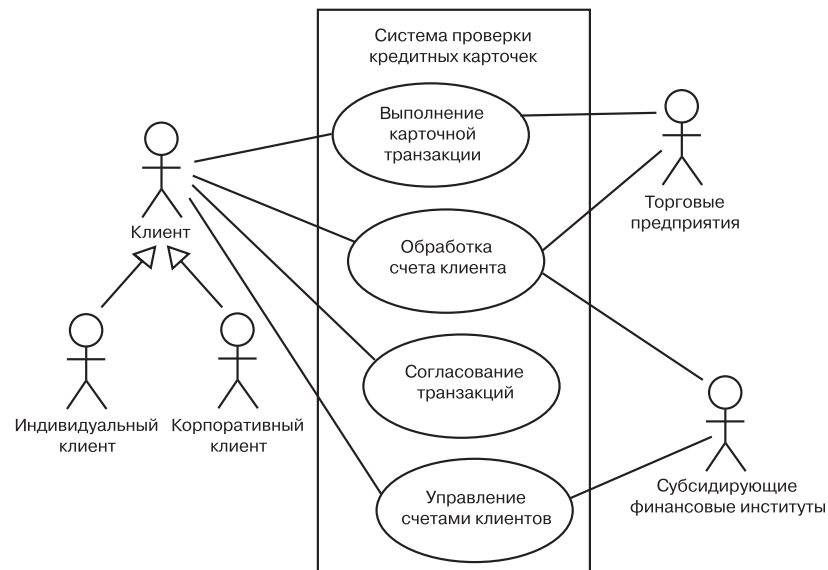 Система проверки
кредитных карточек
Выполнение
карточной
транзакции
Клиент
Торговые
предприятия
Обработка
счета клиента
Индивидуальный
клиент
Корпоративный
клиент
Согласование
транзакций
Управление
счетами клиентов
Субсидирующие
финансовые институты